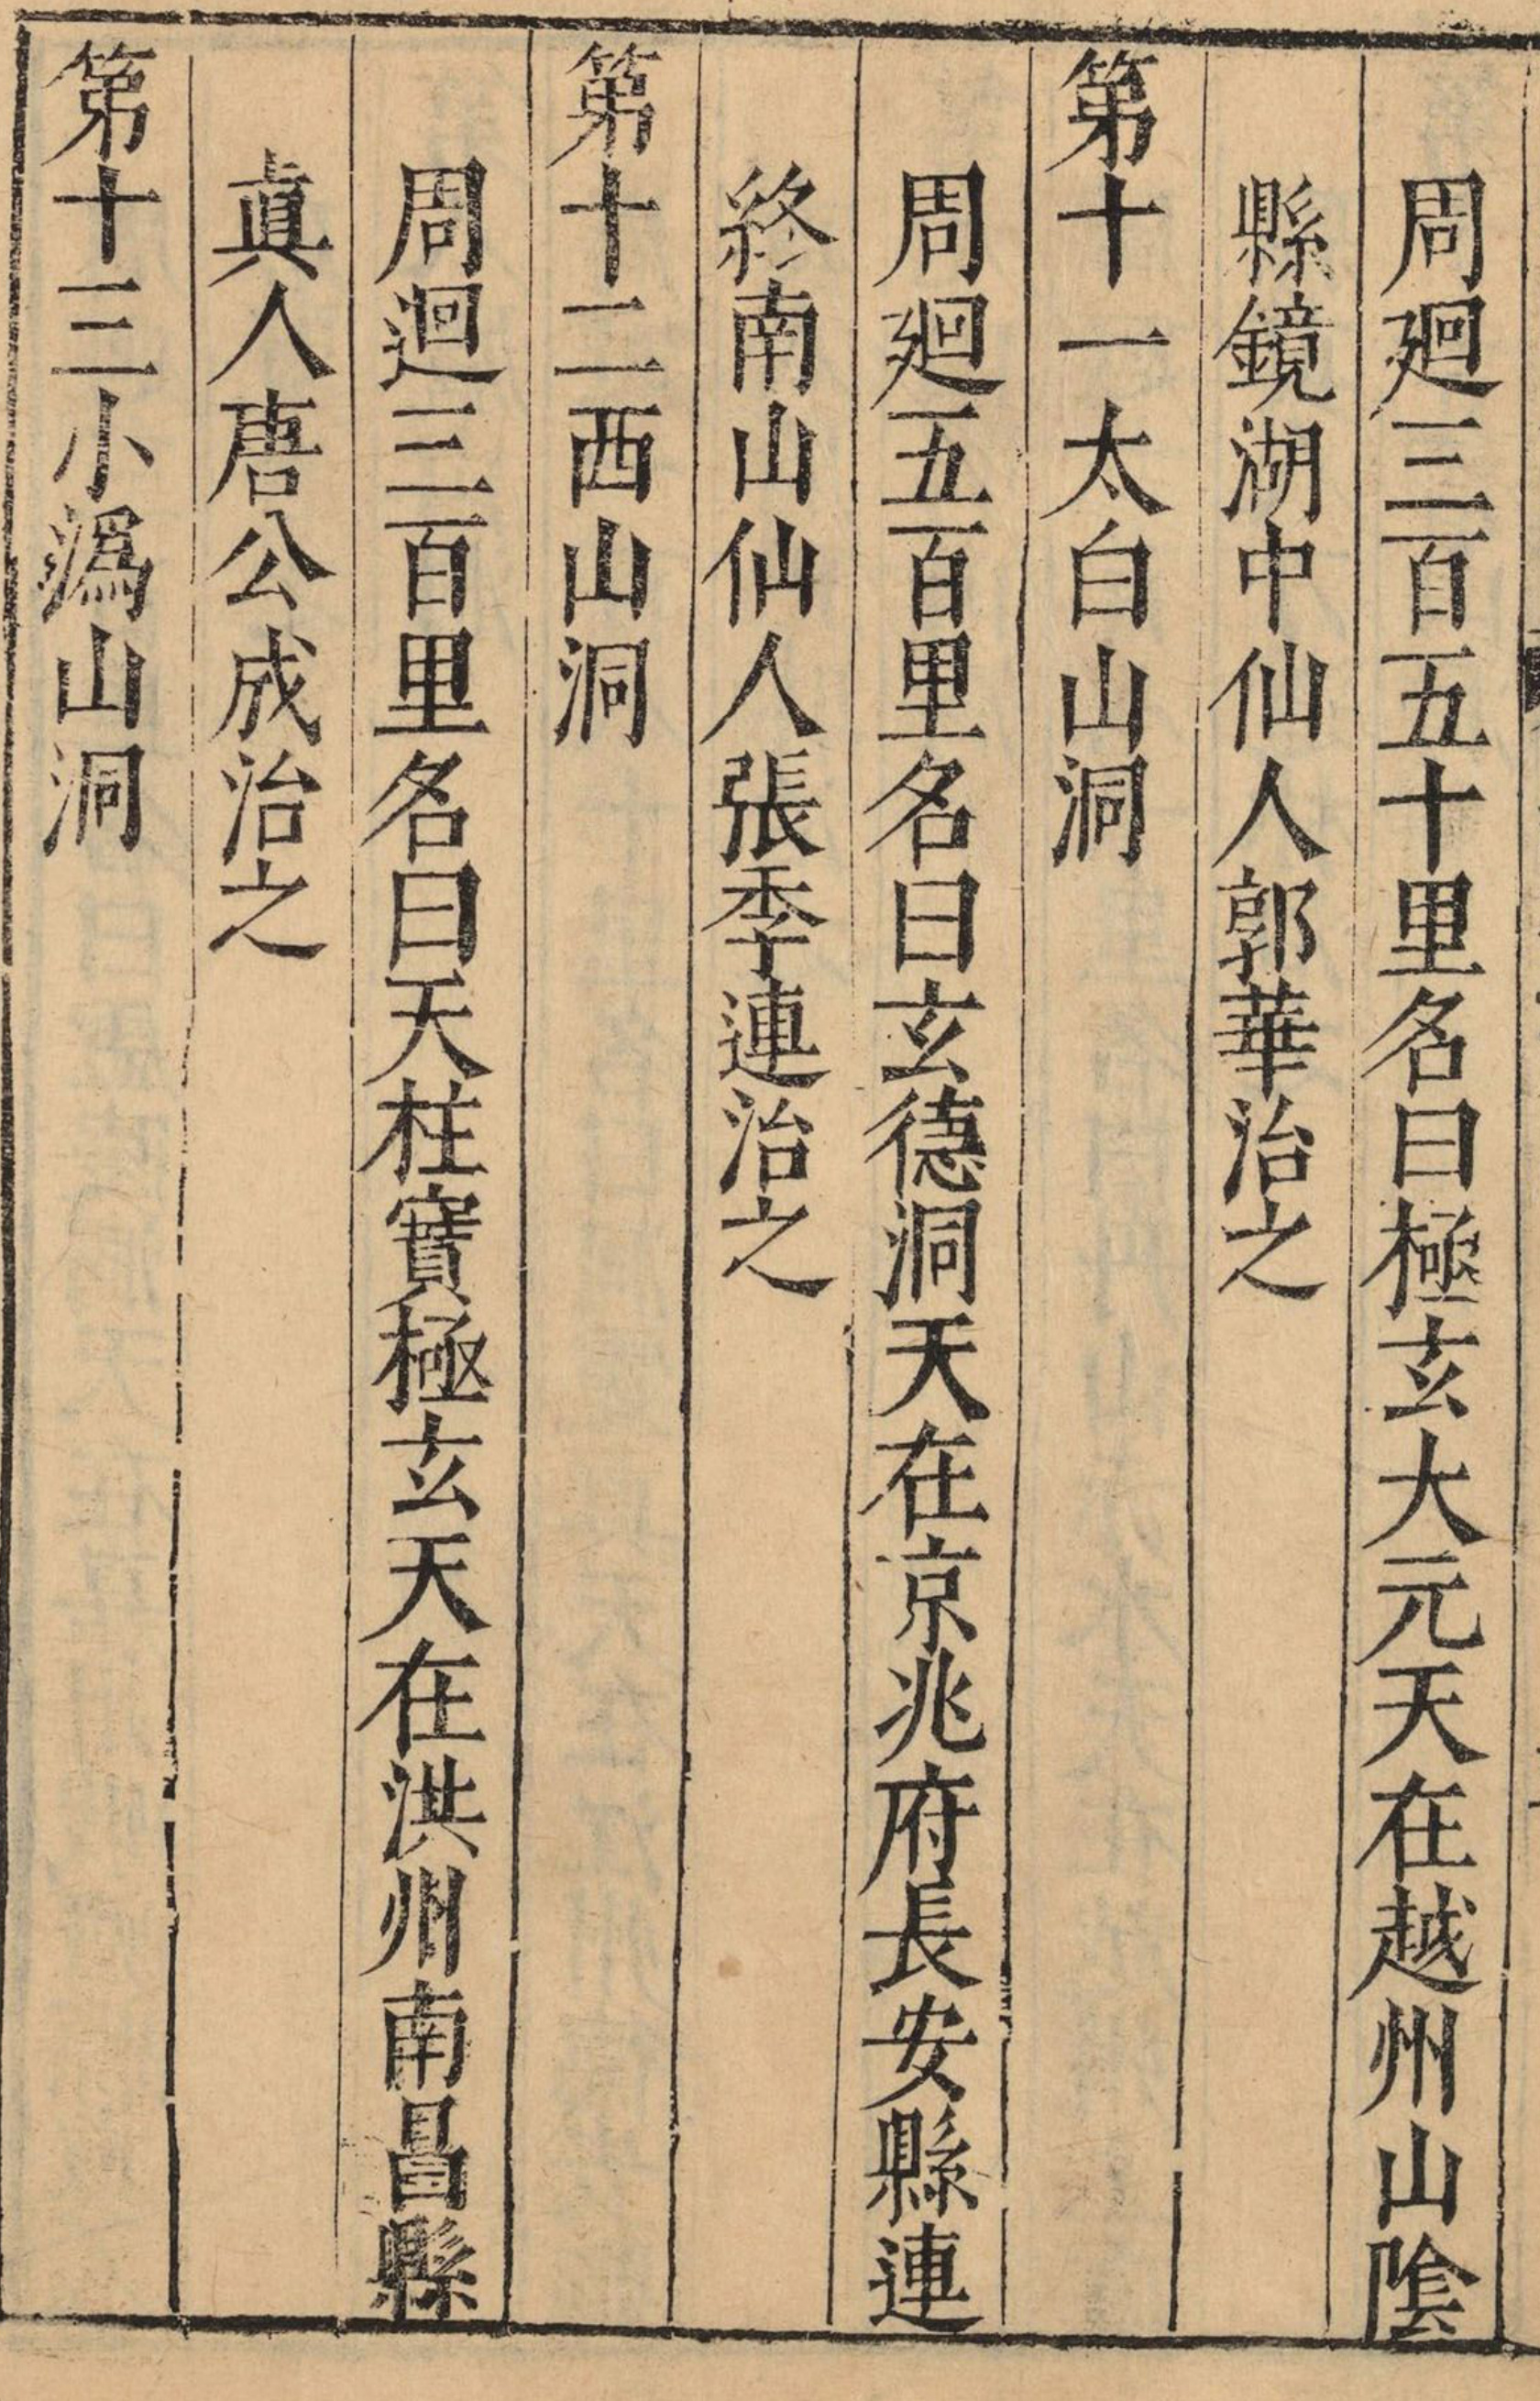 周廻三百五十里名曰極玄大元天在越州山陰
縣鏡湖中仙人郭華治之
第十一太白山洞
周廻五百里名曰玄德洞天在京兆府長安縣連
終南山仙人張季連治之
第十二西山洞
周迴三百里名曰天柱寶極玄天在洪州南昌縣
眞人唐公成治之
第十三小潙山洞